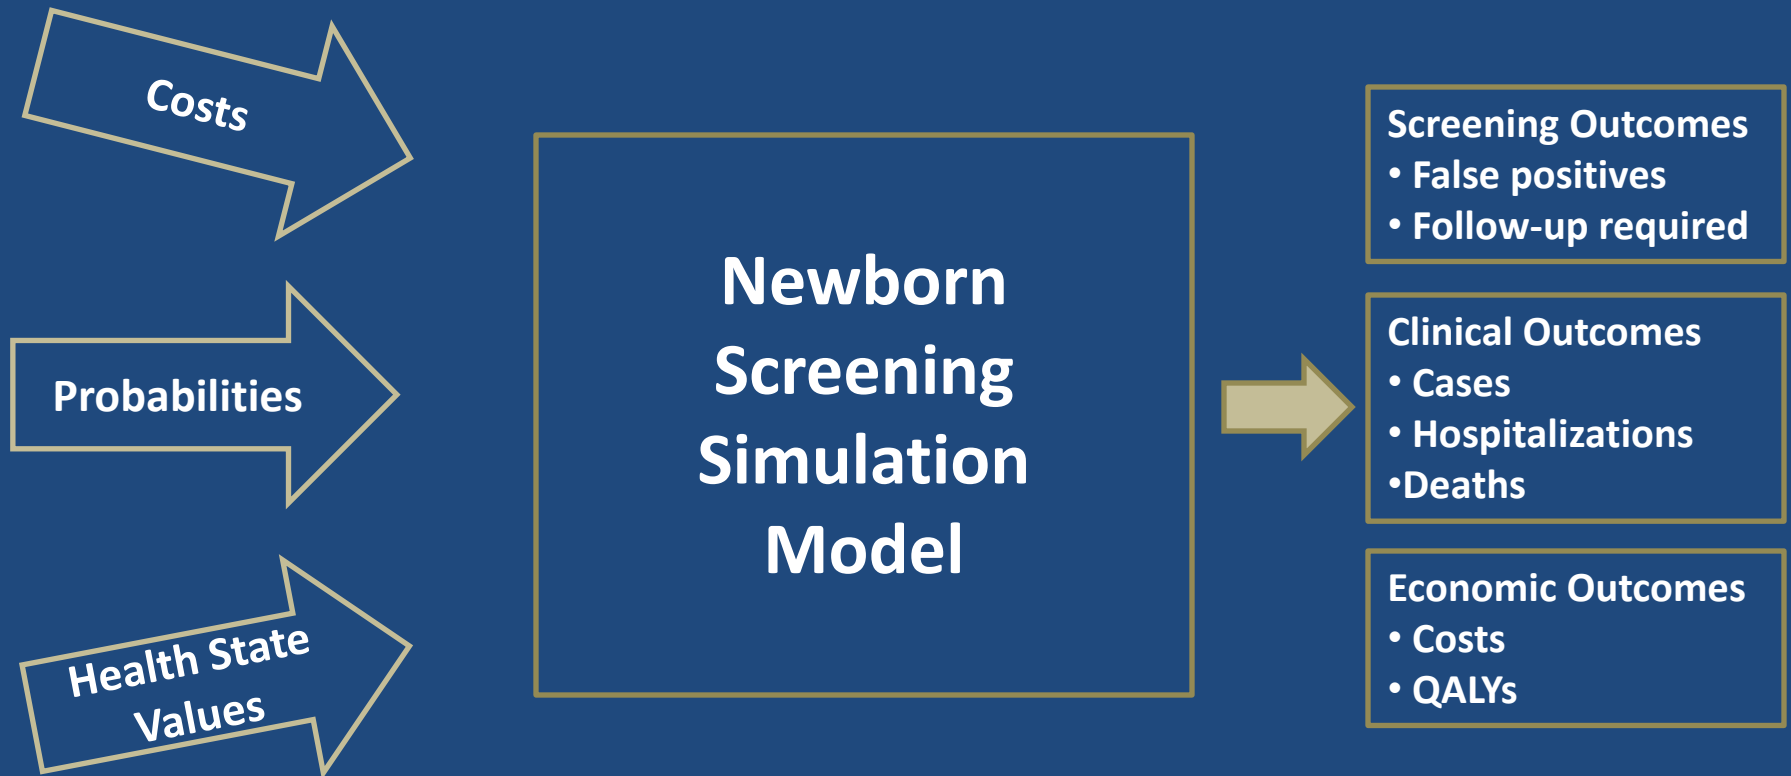 Costs
Probabilities
Health State
Values
Newborn
Screening
Simulation
Model
Screening Outcomes
• False positives
• Follow-up required
Clinical Outcomes
• Cases
• Hospitalizations
•Deaths
Economic Outcomes
• Costs
• QALYs